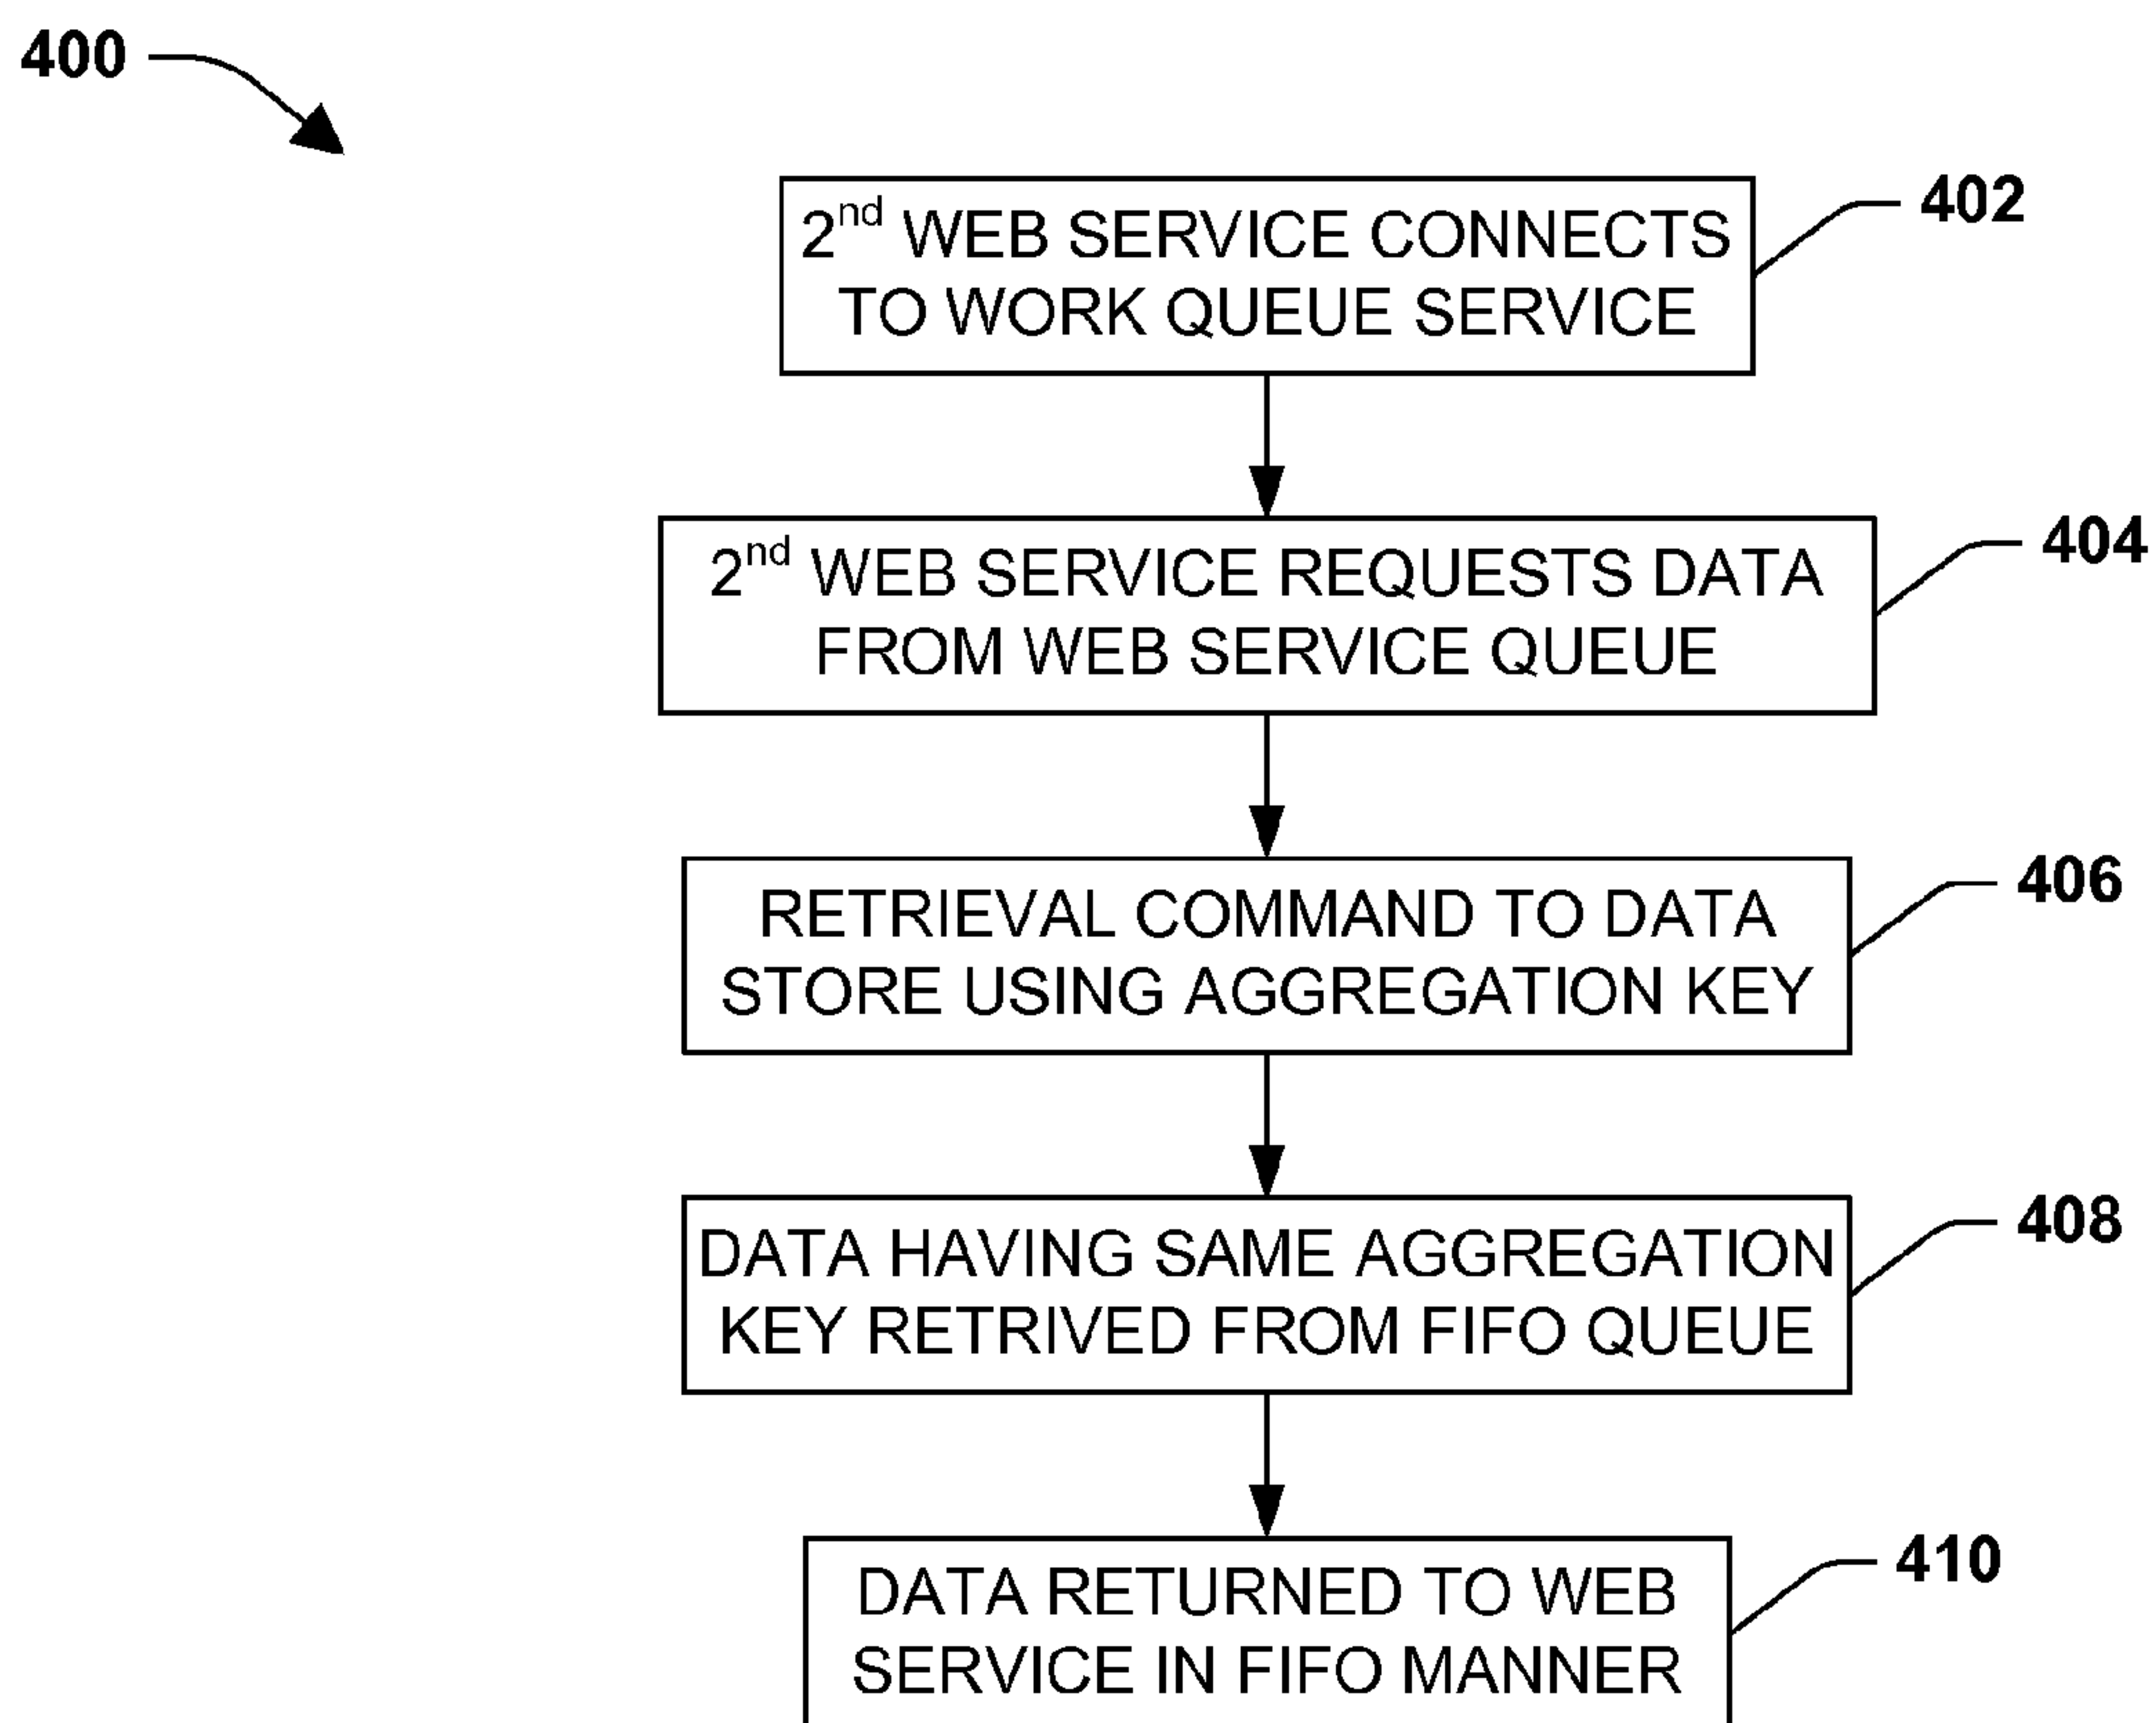 400
2nd WEB SERVICE CONNECTS
TO WORK QUEUE SERVICE
402
2nd WEB SERVICE REQUESTS DATA
FROM WEB SERVICE QUEUE
404
RETRIEVAL COMMAND TO DATA
STORE USING AGGREGATION KEY
406
DATA HAVING SAME AGGREGATION
KEY RETRIVED FROM FIFO QUEUE
408
DATA RETURNED TO WEB
SERVICE IN FIFO MANNER
410